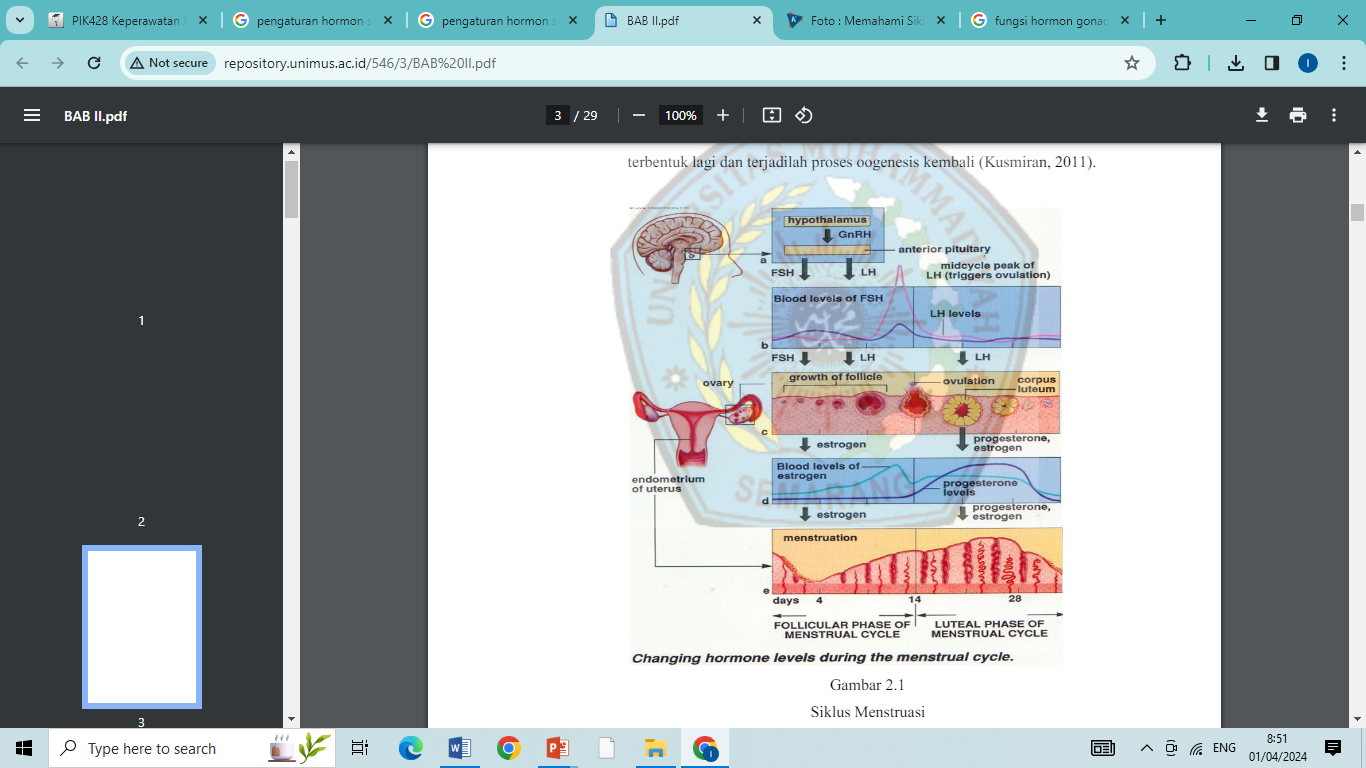 PIK428 Keperawatan
pengaturan hormon s
pengaturan hormon s
BAB II.pdf
Foto : Memahami Sik
fungsi hormon gonad
Not secure
repository.unimus.ac.id/546/3/BAB%20II.pdf
I
BAB II.pdf
3 / 29
100%
1
2
3
terbentuk lagi dan terjadilah proses oogenesis kembali (Kusmiran, 2011).
UNIVERSITAS MUHAMMADIYAH
SEMARANG
hypothalamus
GnRH
anterior pituitary
a
FSH
LH
midcycle peak of
LH (triggers ovulation)
Blood levels of FSH
LH levels
b
FSH
LH
LH
ovary
growth of follicle
ovulation
corpus
luteum
c
estrogen
progesterone,
estrogen
endometrium
of uterus
Blood levels of
estrogen
progesterone
levels
d
estrogen
progesterone,
estrogen
menstruation
e
days 4 14 28
FOLLICULAR PHASE OF
MENSTRUAL CYCLE
LUTEAL PHASE OF
MENSTRUAL CYCLE
Changing hormone levels during the menstrual cycle.
Gambar 2.1
Siklus Menstruasi
Type here to search
ENG
8:51
01/04/2024